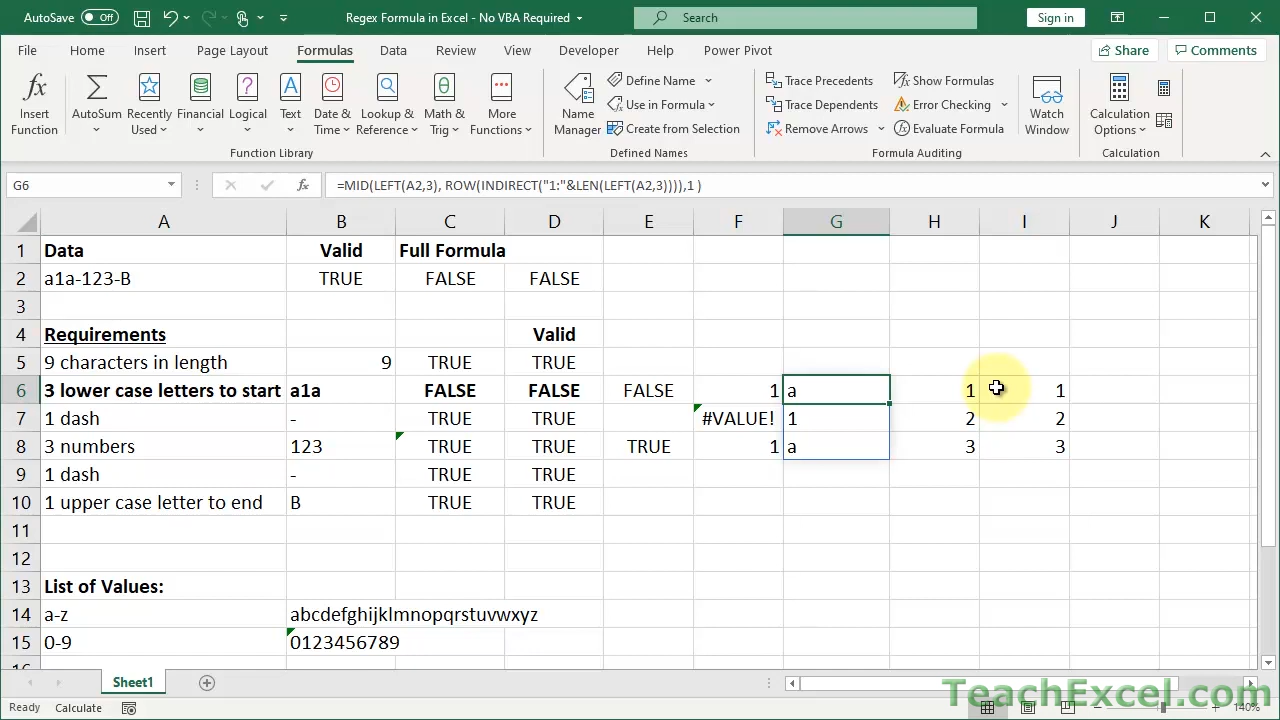 AutoSave Off Regex Formula in Excel - No VBA Required Search Sign in
File Home Insert Page Layout Formulas Data Review View Developer Help Power Pivot Share Comments
Insert Function AutoSum Recently Used Financial Logical Text Date & Time Lookup & Reference Math & Trig More Functions
Function Library
Name Manager Define Name Use in Formula Create from Selection
Defined Names
Trace Precedents Trace Dependents Remove Arrows Show Formulas Error Checking Evaluate Formula Watch Window
Formula Auditing
Calculation Options
Calculation
G6 fx =MID(LEFT(A2,3), ROW(INDIRECT("1:"&LEN(LEFT(A2,3)))),1 )
A B C D E F G H I J K
1 Data Valid Full Formula
2 a1a-123-B TRUE FALSE FALSE
3
4 Requirements Valid
5 9 characters in length 9 TRUE TRUE
6 3 lower case letters to start a1a FALSE FALSE FALSE 1 a 1 1
7 1 dash - TRUE TRUE #VALUE! 1 2 2
8 3 numbers 123 TRUE TRUE TRUE 1 a 3 3
9 1 dash - TRUE TRUE
10 1 upper case letter to end B TRUE TRUE
11
12
13 List of Values:
14 a-z abcdefghijklmnopqrstuvwxyz
15 0-9 0123456789
16
Sheet1
TeachExcel.com
Ready Calculate 140%